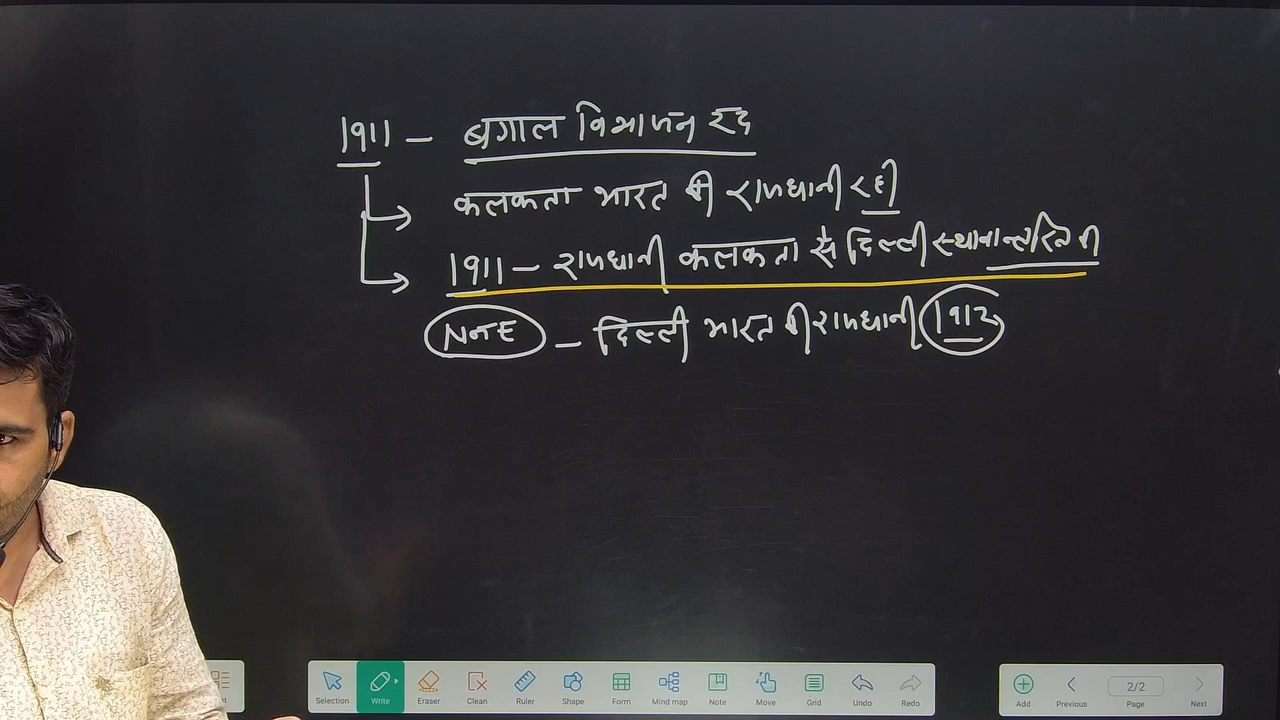 1911 - बंगाल विभाजन रद्द
कलकता भारत की राजधानी रही
1911 - राजधानी कलकता से दिल्ली स्थानान्तरित की
NOTE - दिल्ली भारत की राजधानी 1912
Selection Write Eraser Clean Ruler Shape Form Mind map Note Move Grid Undo Redo
Add Previous 2/2 Page Next